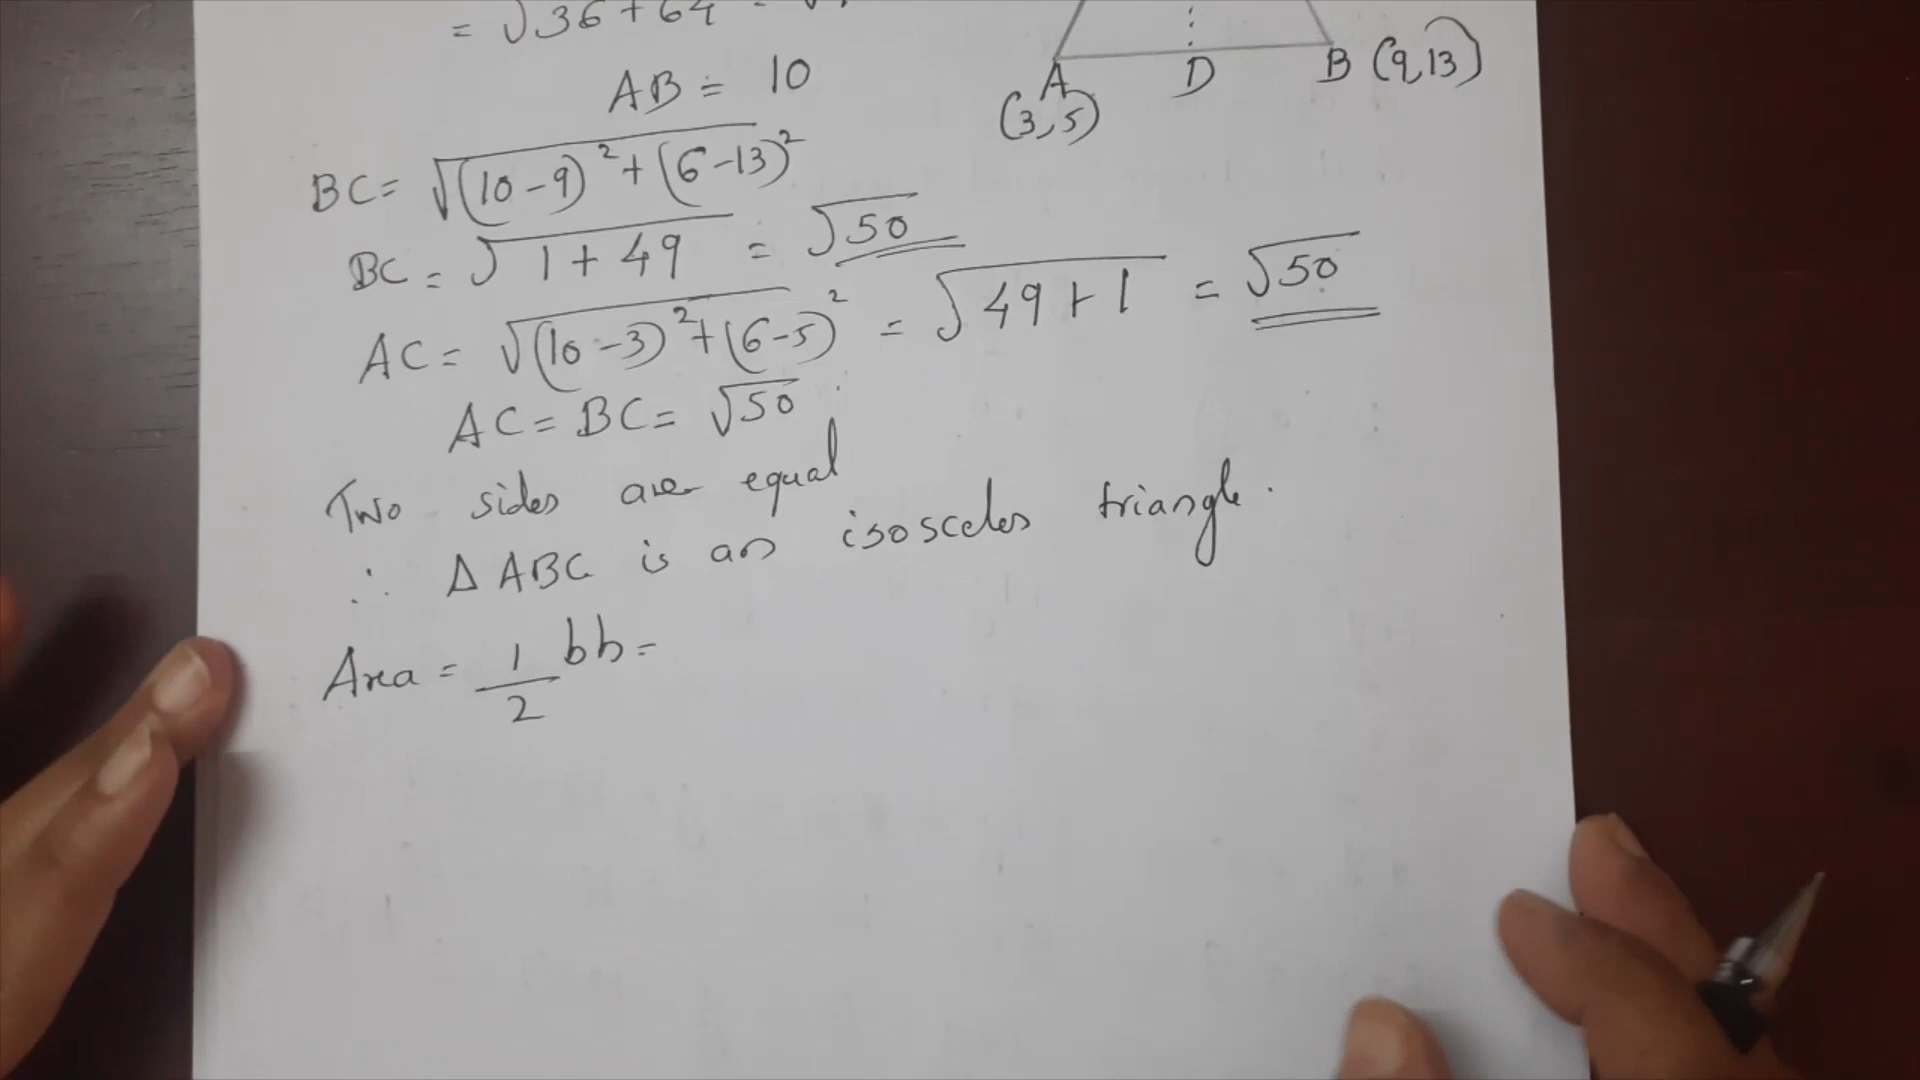 = √36 + 64 =
AB = 10
BC = √(10 - 9)² + (6 - 13)²
BC = √1 + 49 = √50
AC = √(10 - 3)² + (6 - 5)² = √49 + 1 = √50
AC = BC = √50
Two sides are equal
∴ Δ ABC is an isosceles triangle.
Area = 1/2 bh =
A D B (9,13)
(3,5)